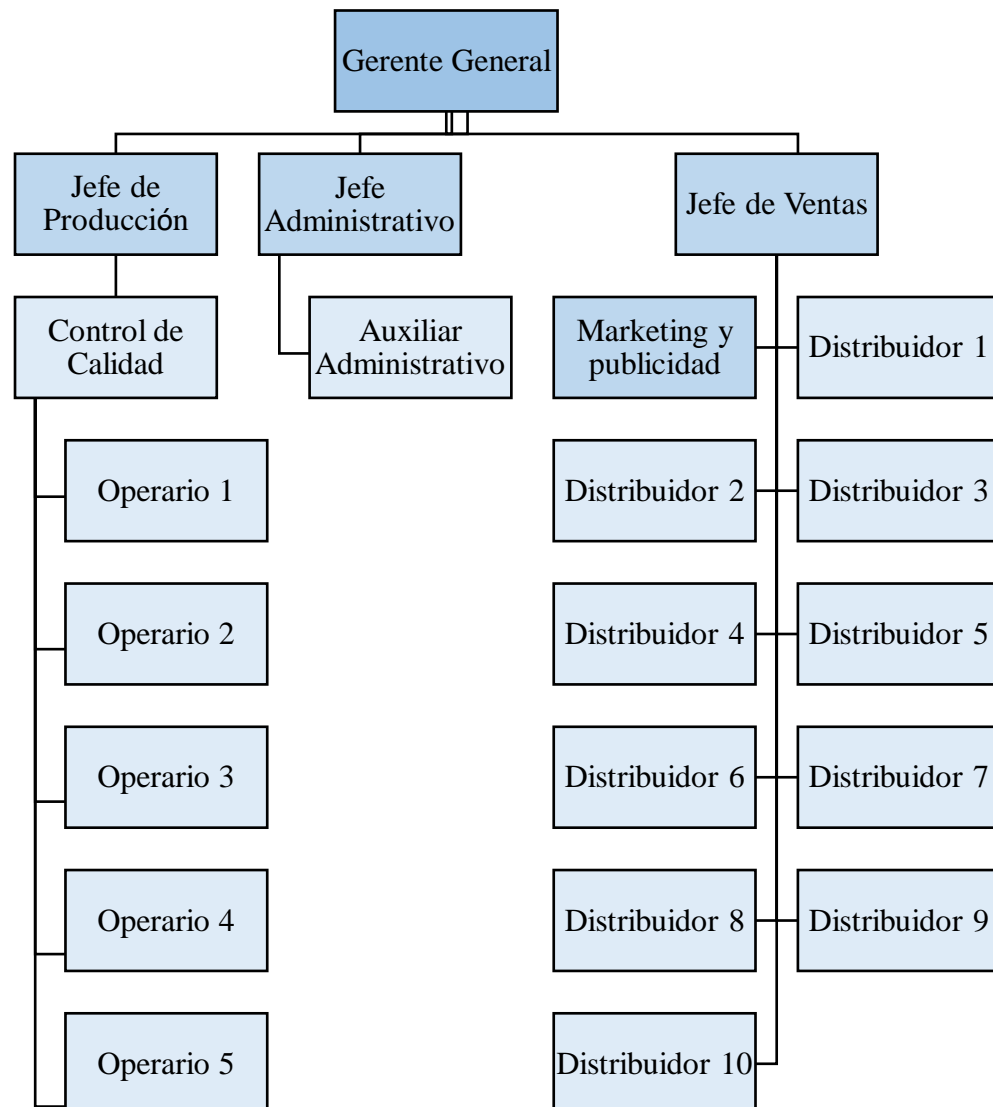 Gerente General
Jefe de
Producción
Jefe
Administrativo
Jefe de Ventas
Control de
Calidad
Auxiliar
Administrativo
Marketing y
publicidad
Distribuidor 1
Operario 1
Distribuidor 2
Distribuidor 3
Operario 2
Distribuidor 4
Distribuidor 5
Operario 3
Distribuidor 6
Distribuidor 7
Operario 4
Distribuidor 8
Distribuidor 9
Operario 5
Distribuidor 10